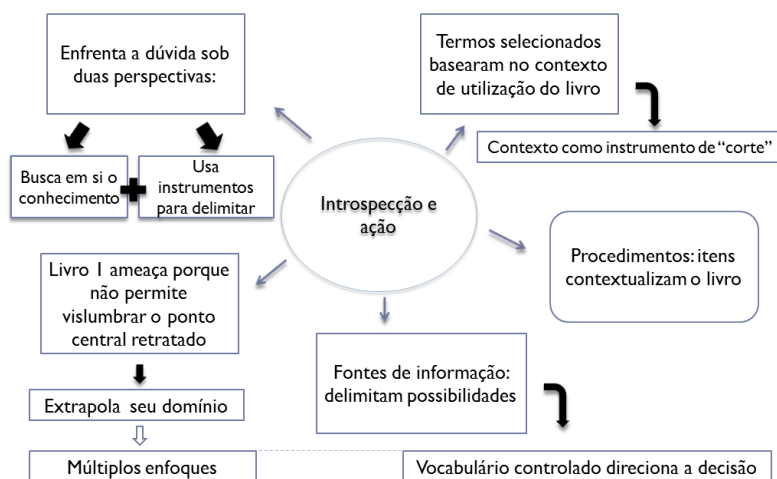 Enfrenta a dúvida sob
duas perspectivas:
Busca em si o
conhecimento
Usa
instrumentos
para delimitar
Termos selecionados
basearam no contexto
de utilização do livro
Contexto como instrumento de “corte”
Introspecção e
ação
Procedimentos: itens
contextualizam o livro
Livro 1 ameaça porque
não permite
vislumbrar o ponto
central retratado
Extrapola seu domínio
Múltiplos enfoques
Fontes de informação:
delimitam possibilidades
Vocabulário controlado direciona a decisão